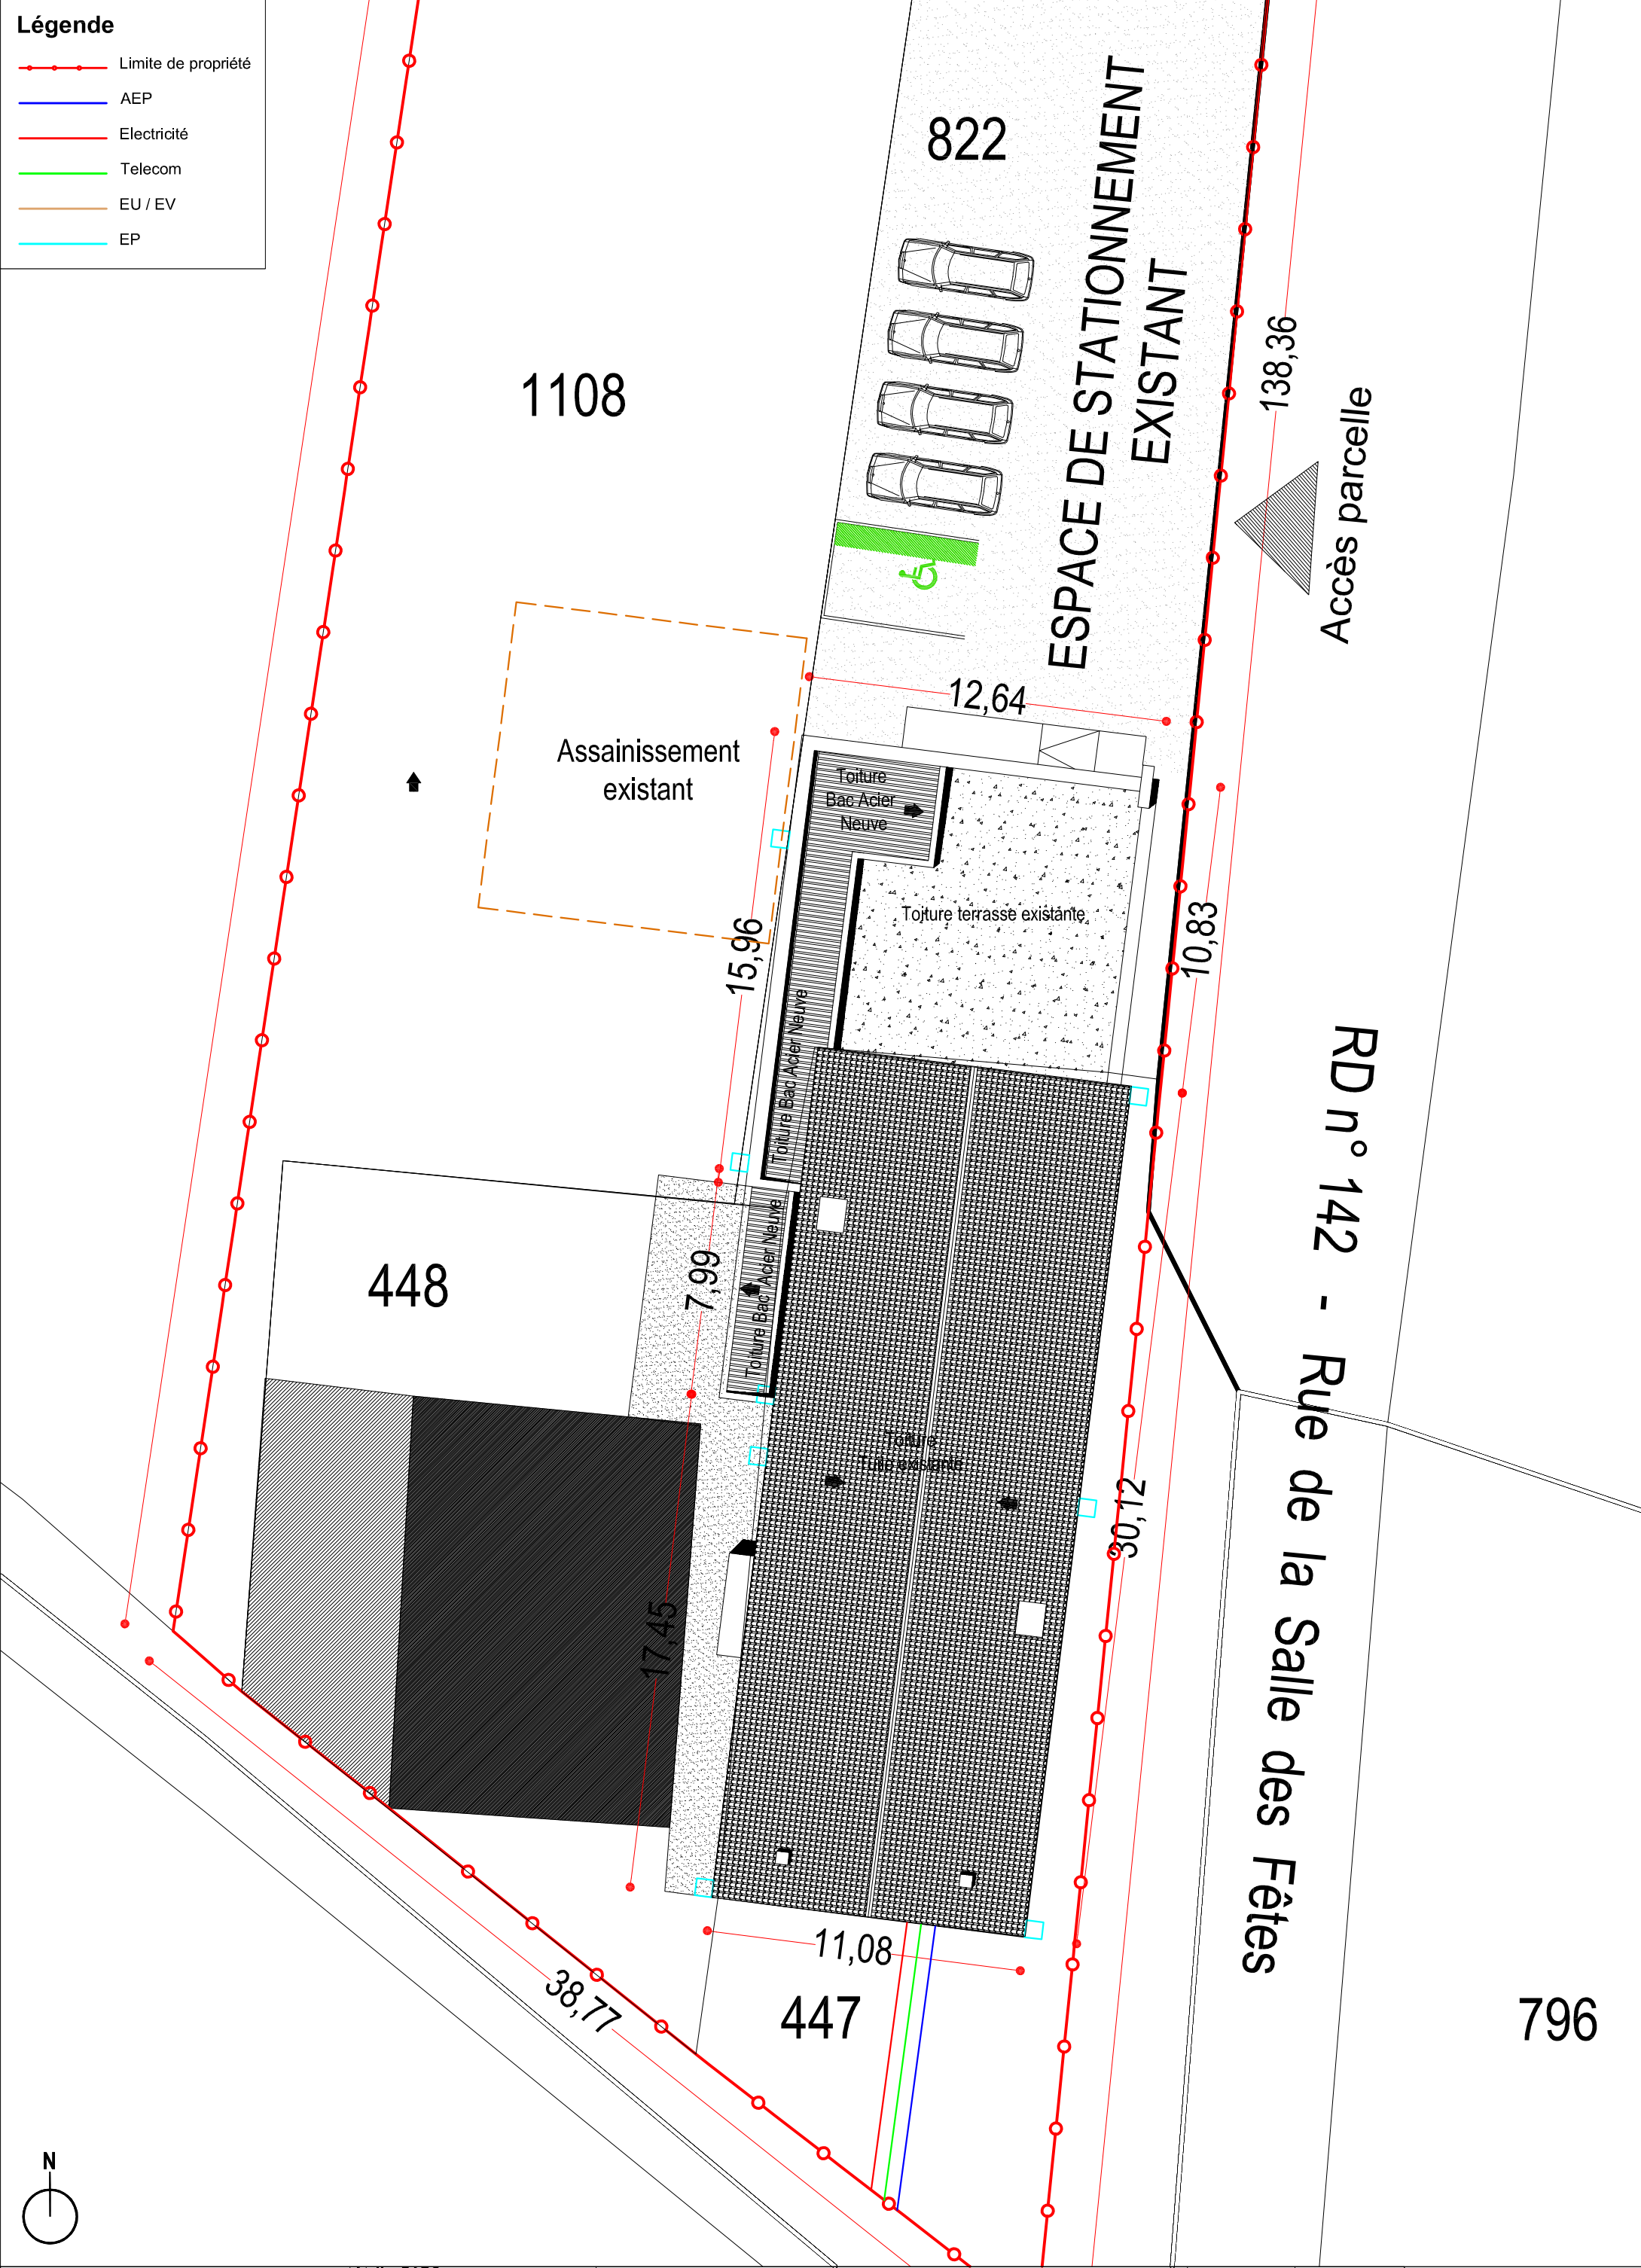 Légende
Limite de propriété
AEP
Electricité
Telecom
EU / EV
EP
822
ESPACE DE STATIONNEMENT
EXISTANT
138,36
1108
Accès parcelle
12,64
Assainissement
existant
Toiture
Bac Acier
Neuve
Toiture terrasse existante
15,96
10,83
Toiture Bac Acier Neuve
RD n° 142 - Rue de la Salle des Fêtes
448
7,99
Toiture Bac Acier Neuve
Toiture
Tuile existante
30,12
17,45
11,08
38,77
447
796
N